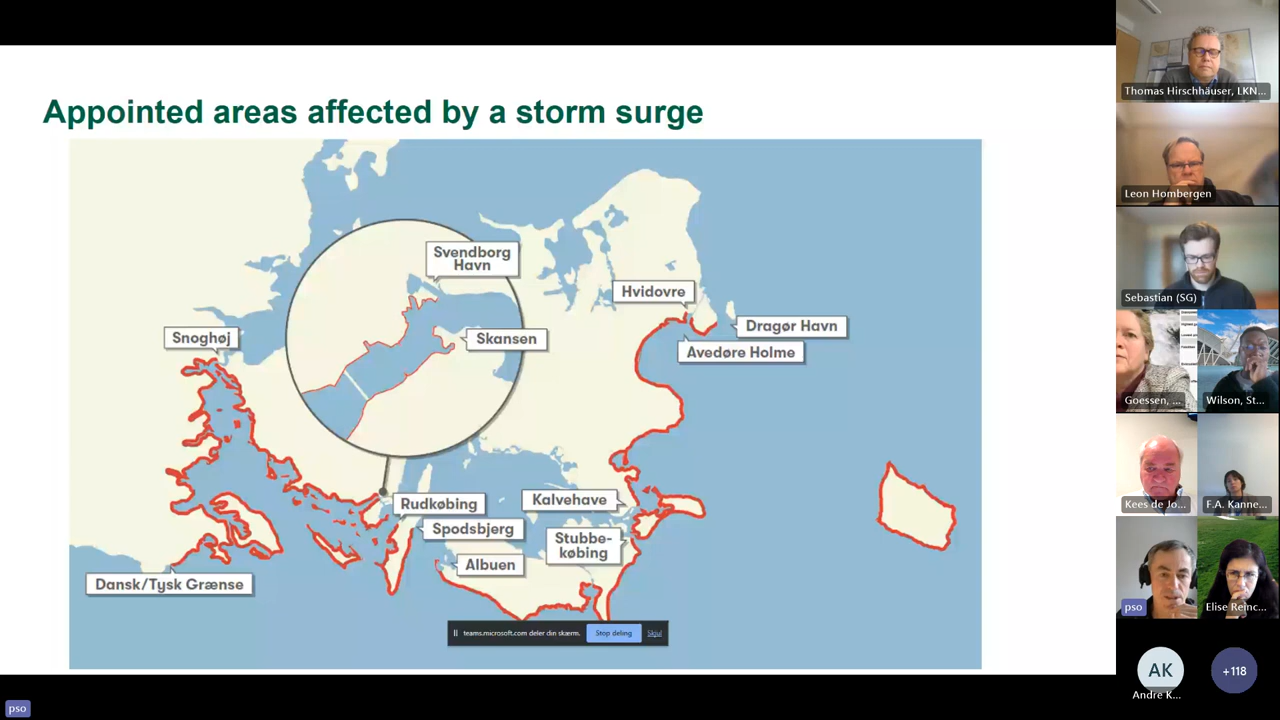 Appointed areas affected by a storm surge
Svendborg
Havn
Hvidovre
Snoghøj
Skansen
Dragør Havn
Avedøre Holme
Rudkøbing
Kalvehave
Spodsbjerg
Stubbe-
købing
Albuen
Dansk/Tysk Grænse
teams.microsoft.com deler din skærm.
Stop deling
Skjul
pso
Thomas Hirschhäuser, LKN...
Leon Hombergen
Sebastian (SG)
Goessen, ...
Wilson, St...
Kees de Jo...
F.A. Kanne...
pso
Elise Reinc...
AK
+118
Andre K...